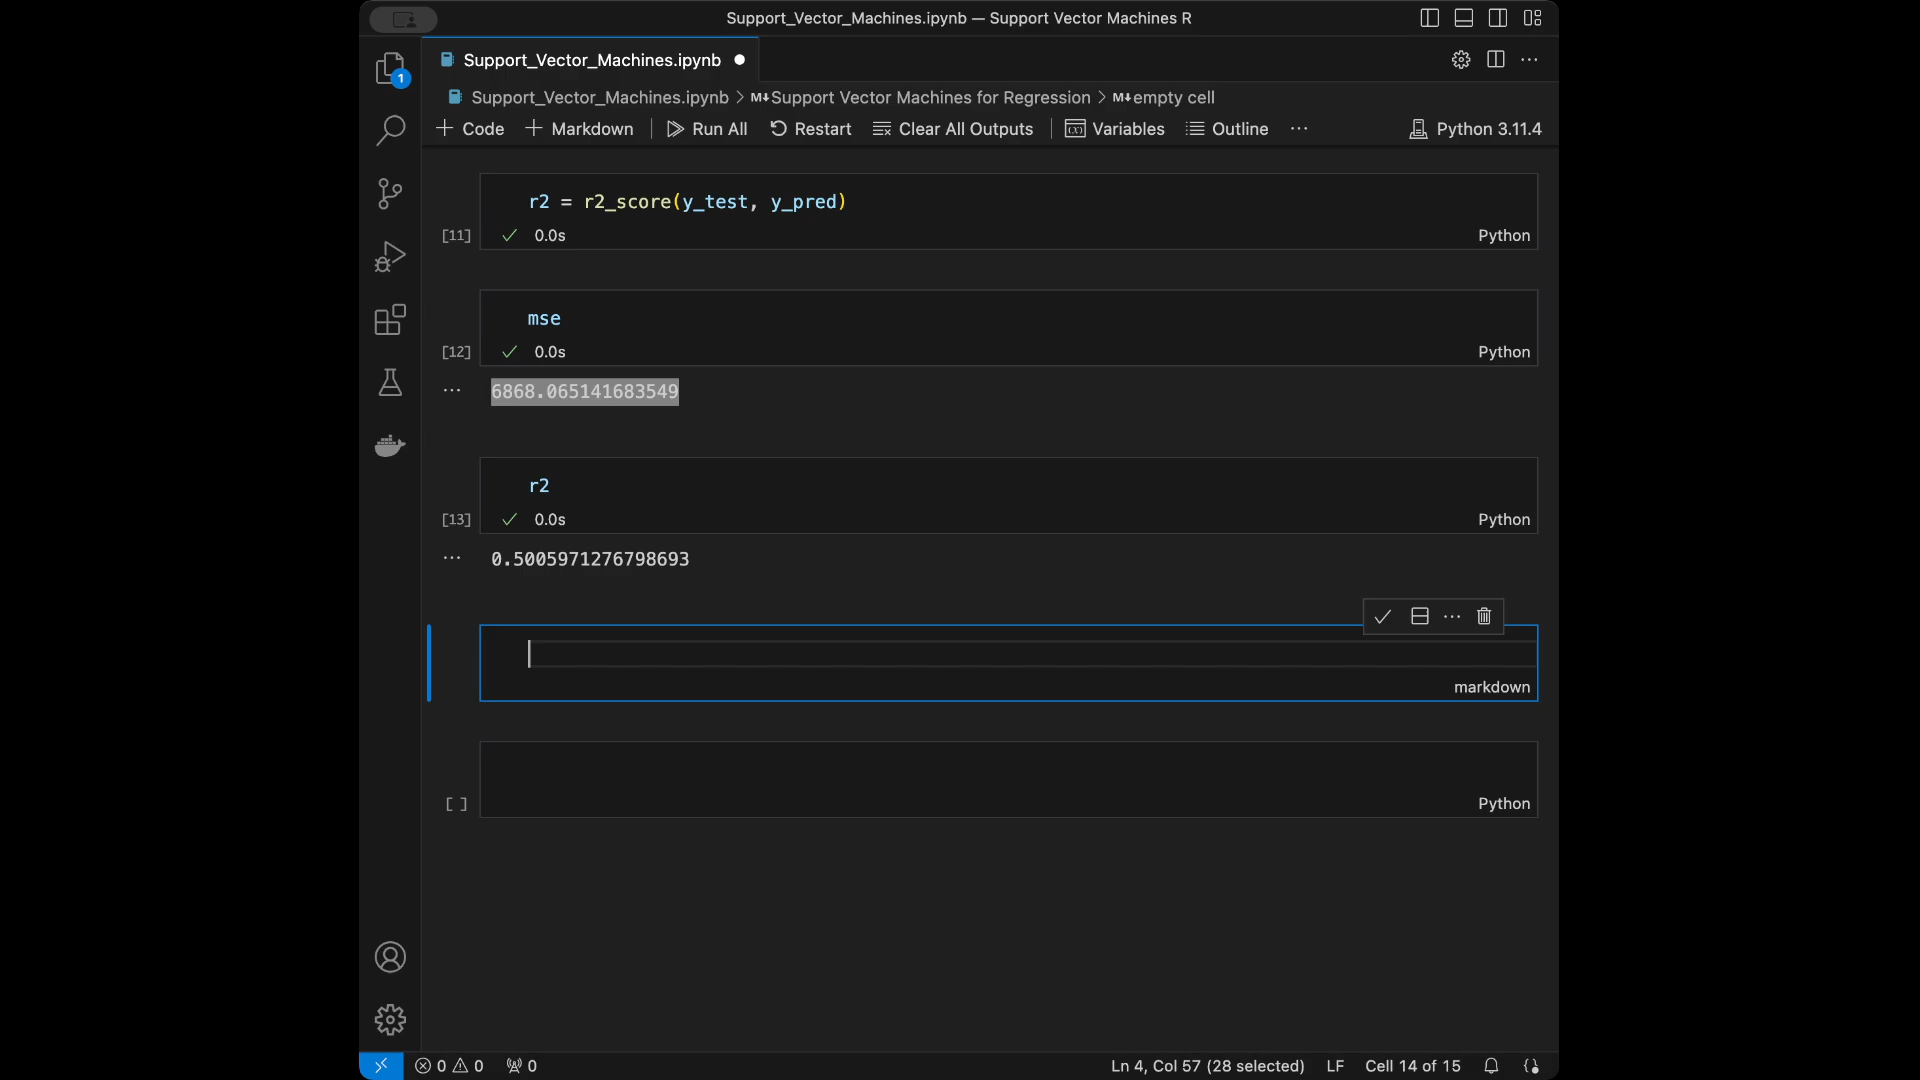 Support_Vector_Machines.ipynb — Support Vector Machines R
1
Support_Vector_Machines.ipynb
Support_Vector_Machines.ipynb > M↓Support Vector Machines for Regression > M↓empty cell
+ Code + Markdown Run All Restart Clear All Outputs Variables Outline ··· Python 3.11.4
r2 = r2_score(y_test, y_pred)
[11] ✓ 0.0s Python
mse
[12] ✓ 0.0s Python
··· 6868.065141683549
r2
[13] ✓ 0.0s Python
··· 0.5005971276798693
markdown
[ ] Python
0 0 0 Ln 4, Col 57 (28 selected) LF Cell 14 of 15